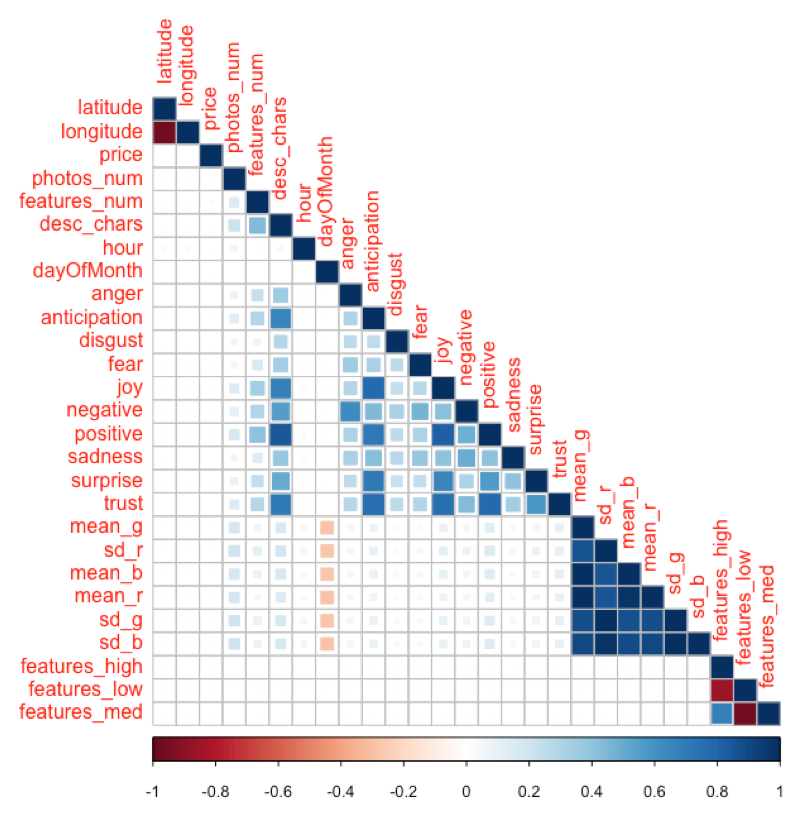 latitude
longitude
price
photos_num
features_num
desc_chars
hour
dayOfMonth
anger
anticipation
disgust
fear
joy
negative
positive
sadness
surprise
trust
mean_g
sd_r
mean_b
mean_r
sd_g
sd_b
features_high
features_low
features_med
latitude
longitude
price
photos_num
features_num
desc_chars
hour
dayOfMonth
anger
anticipation
disgust
fear
joy
negative
positive
sadness
surprise
trust
mean_g
sd_r
mean_b
mean_r
sd_g
sd_b
features_high
features_low
features_med
-1 -0.8 -0.6 -0.4 -0.2 0 0.2 0.4 0.6 0.8 1